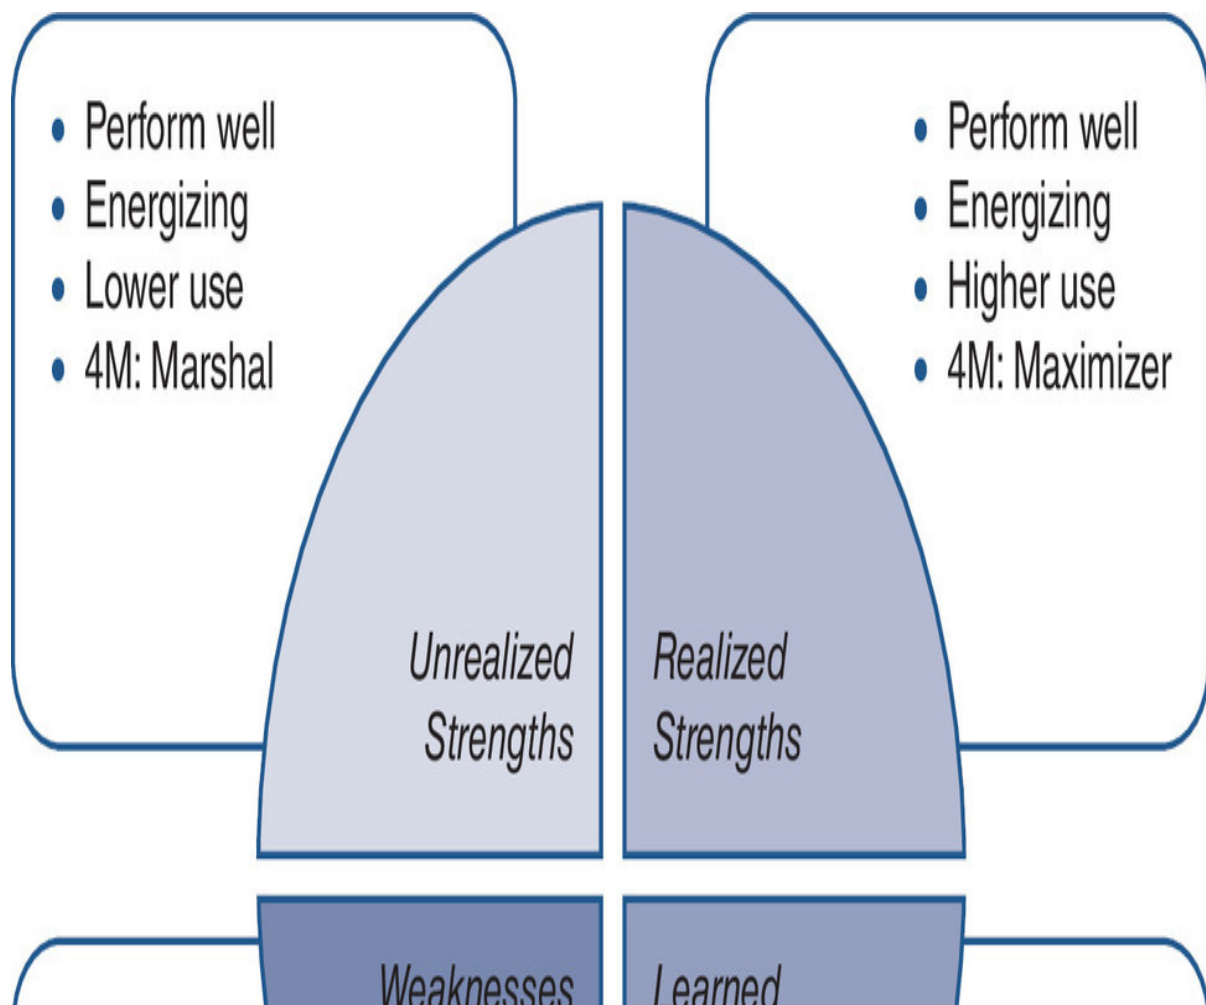 • Perform well
• Energizing
• Lower use
• 4M: Marshal
• Perform well
• Energizing
• Higher use
• 4M: Maximizer
Unrealized
Strengths
Realized
Strengths
Weaknesses
Learned